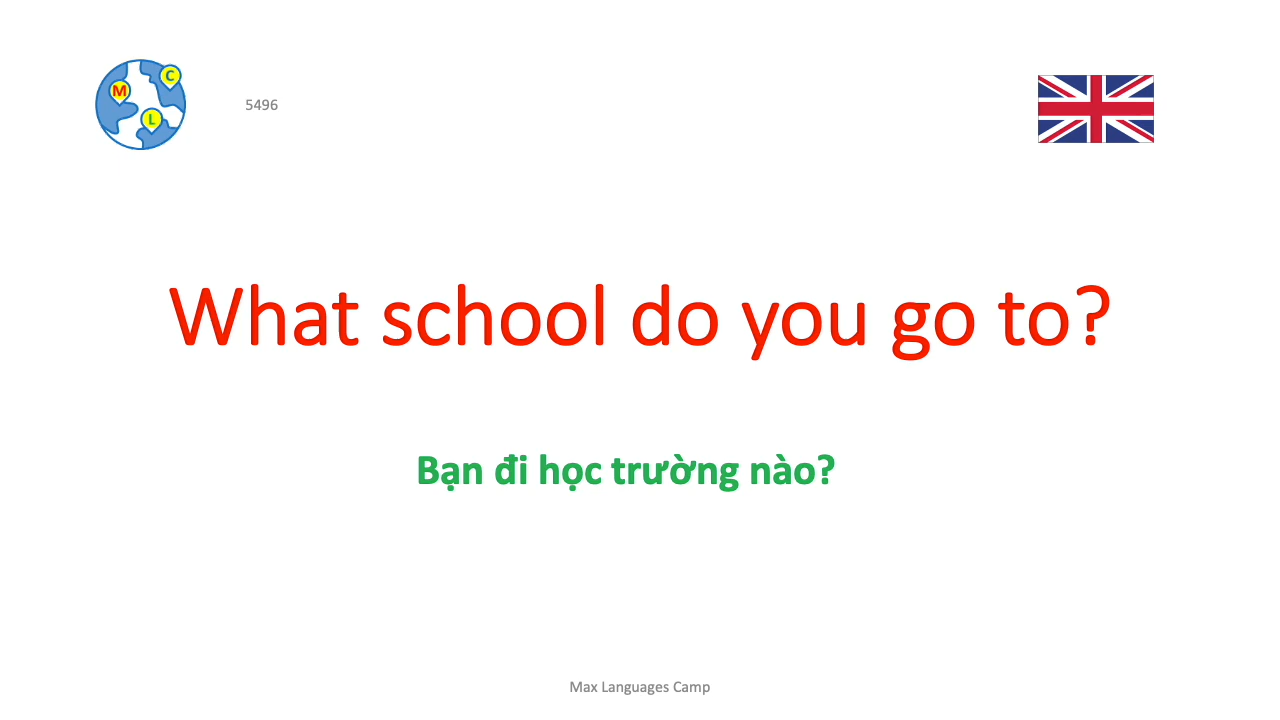 C
M
L
5496
What school do you go to?
Bạn đi học trường nào?
Max Languages Camp